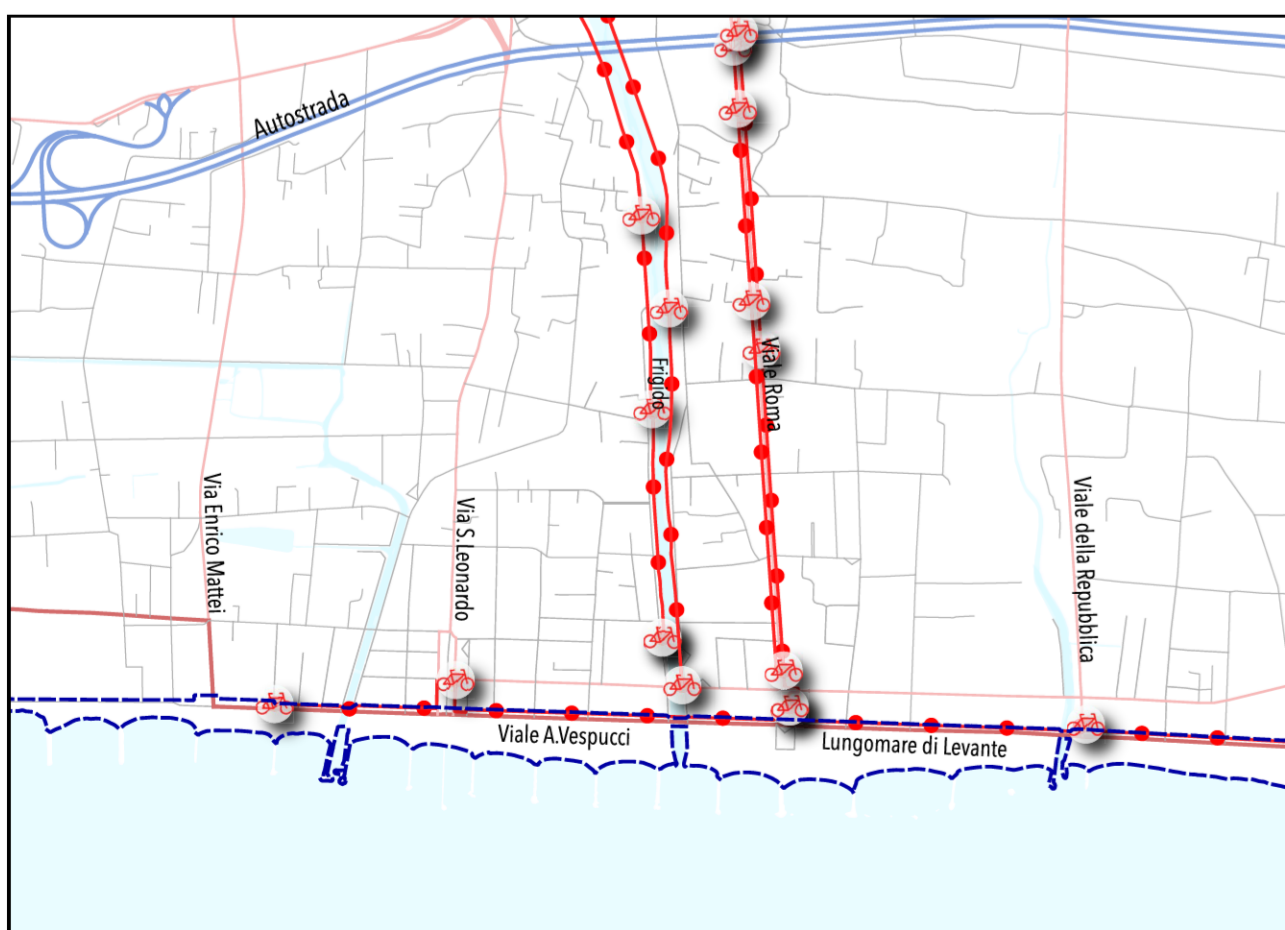 Autostrada
Frigido
Viale Roma
Via Enrico Mattei
Via S.Leonardo
Viale della Repubblica
Viale A.Vespucci
Lungomare di Levante